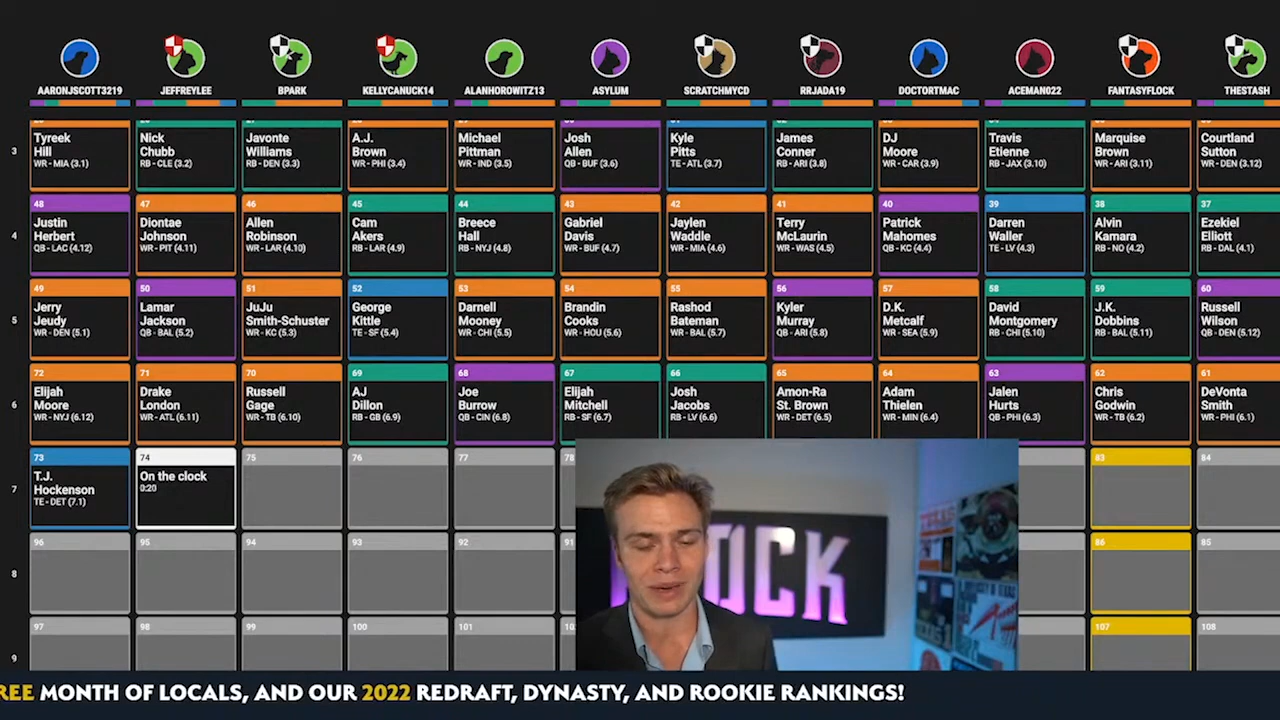 AARONJSCOTT3219 JEFFREYLEE BPARK KELLYCANUCK14 ALANHOROWITZ13 ASYLUM SCRATCHMYCD RRJADA19 DOCTORTMAC ACEMAN022 FANTASYFLOCK THESTASH
3
Tyreek Nick Javonte A.J. Michael Josh Kyle James DJ Travis Marquise Courtland
Hill Chubb Williams Brown Pittman Allen Pitts Conner Moore Etienne Brown Sutton
WR - MIA (3.1) RB - CLE (3.2) RB - DEN (3.3) WR - PHI (3.4) WR - IND (3.5) QB - BUF (3.6) TE - ATL (3.7) RB - ARI (3.8) WR - CAR (3.9) RB - JAX (3.10) WR - ARI (3.11) WR - DEN (3.12)
48 47 46 45 44 43 42 41 40 39 38 37
4
Justin Diontae Allen Cam Breece Gabriel Jaylen Terry Patrick Darren Alvin Ezekiel
Herbert Johnson Robinson Akers Hall Davis Waddle McLaurin Mahomes Waller Kamara Elliott
QB - LAC (4.12) WR - PIT (4.11) WR - LAR (4.10) RB - LAR (4.9) RB - NYJ (4.8) WR - BUF (4.7) WR - MIA (4.6) WR - WAS (4.5) QB - KC (4.4) TE - LV (4.3) RB - NO (4.2) RB - DAL (4.1)
49 50 51 52 53 54 55 56 57 58 59 60
5
Jerry Lamar JuJu George Darnell Brandin Rashod Kyler D.K. David J.K. Russell
Jeudy Jackson Smith-Schuster Kittle Mooney Cooks Bateman Murray Metcalf Montgomery Dobbins Wilson
WR - DEN (5.1) QB - BAL (5.2) WR - KC (5.3) TE - SF (5.4) WR - CHI (5.5) WR - HOU (5.6) WR - BAL (5.7) QB - ARI (5.8) WR - SEA (5.9) RB - CHI (5.10) RB - BAL (5.11) QB - DEN (5.12)
72 71 70 69 68 67 66 65 64 63 62 61
6
Elijah Drake Russell AJ Joe Elijah Josh Amon-Ra Adam Jalen Chris DeVonta
Moore London Gage Dillon Burrow Mitchell Jacobs St. Brown Thielen Hurts Godwin Smith
WR - NYJ (6.12) WR - ATL (6.11) WR - TB (6.10) RB - GB (6.9) QB - CIN (6.8) RB - SF (6.7) RB - LV (6.6) WR - DET (6.5) WR - MIN (6.4) QB - PHI (6.3) WR - TB (6.2) WR - PHI (6.1)
73 74 75 76 77 78 83 84
7
T.J. On the clock
Hockenson 0:20
TE - DET (7.1)
96 95 94 93 92 91 86 85
8
97 98 99 100 101 107 108
9
OCK
REE MONTH OF LOCALS, AND OUR 2022 REDRAFT, DYNASTY, AND ROOKIE RANKINGS!